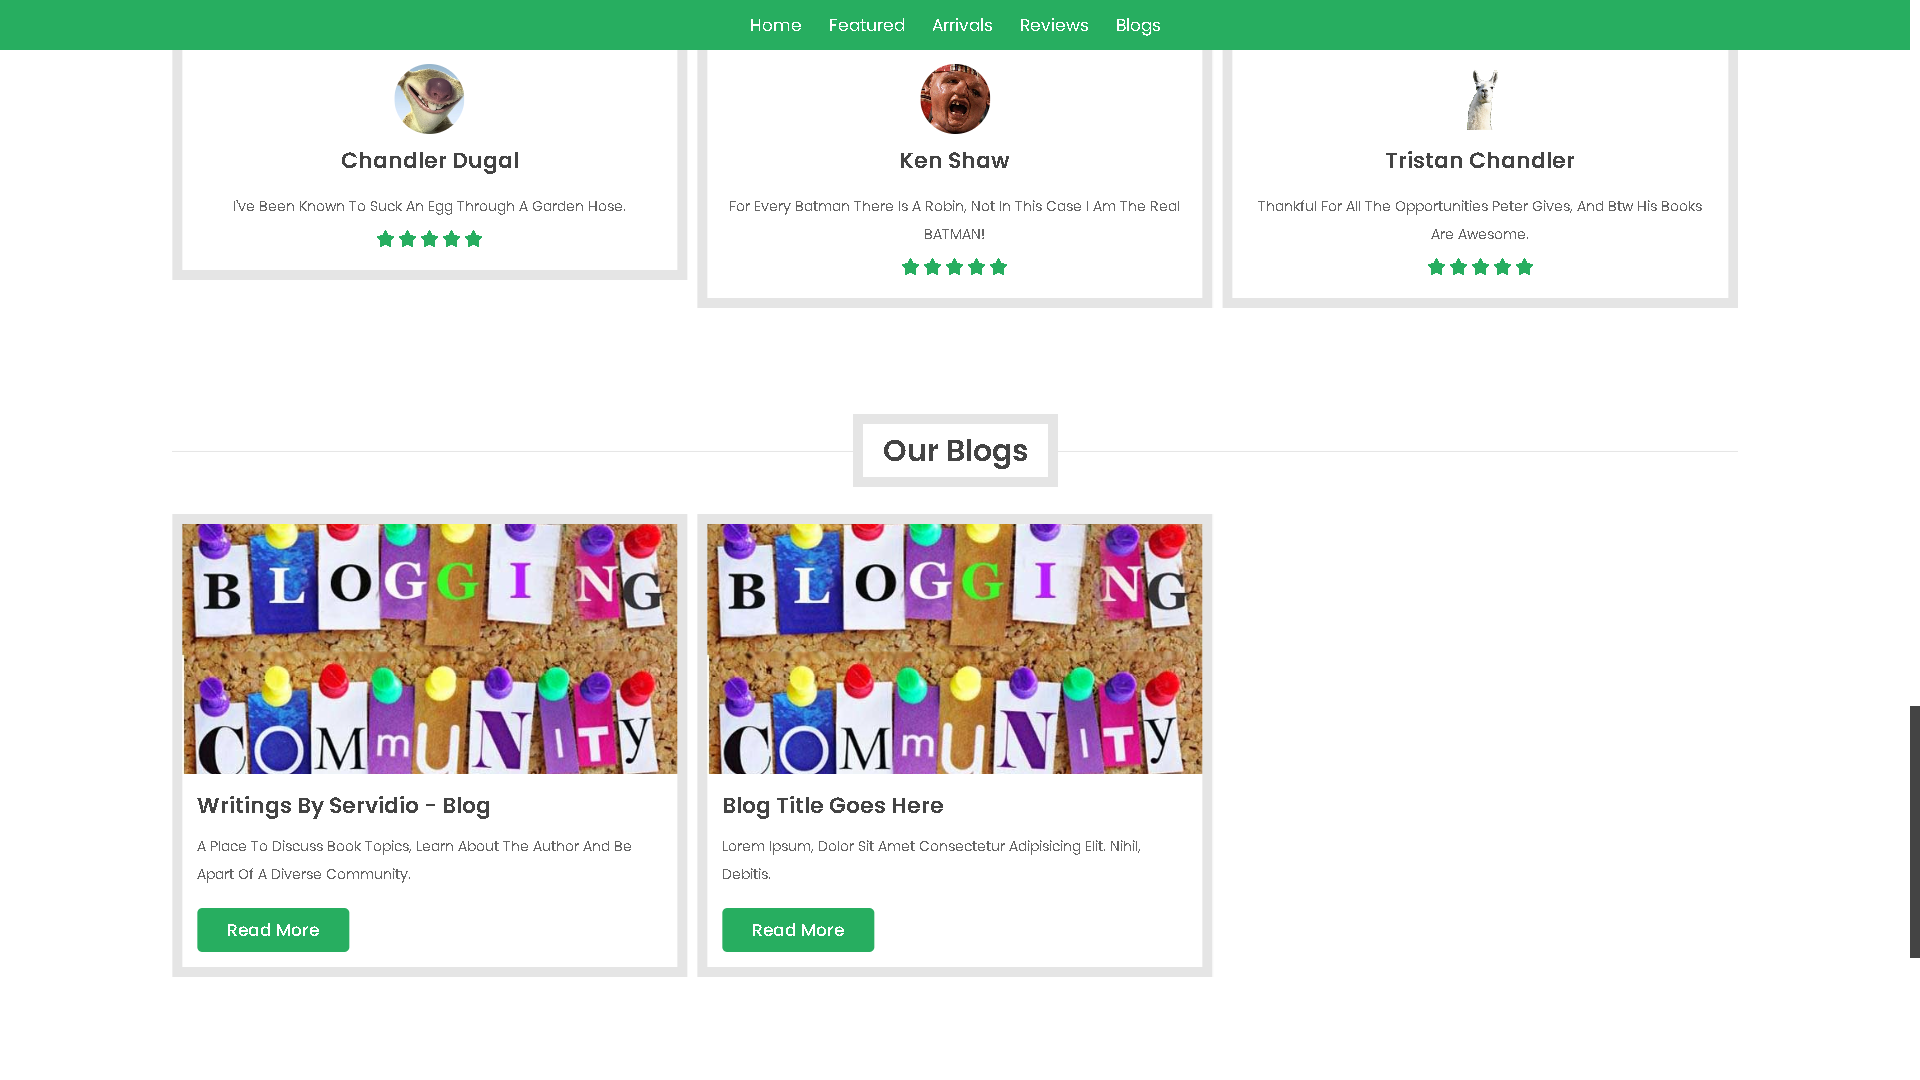 Home Featured Arrivals Reviews Blogs
Chandler Dugal
I've Been Known To Suck An Egg Through A Garden Hose.
Ken Shaw
For Every Batman There Is A Robin, Not In This Case I Am The Real
BATMAN!
Tristan Chandler
Thankful For All The Opportunities Peter Gives, And Btw His Books
Are Awesome.
Our Blogs
BLOGGING
COMmUNITy
Writings By Servidio - Blog
A Place To Discuss Book Topics, Learn About The Author And Be
Apart Of A Diverse Community.
Read More
BLOGGING
COMmUNITy
Blog Title Goes Here
Lorem Ipsum, Dolor Sit Amet Consectetur Adipisicing Elit. Nihil,
Debitis.
Read More